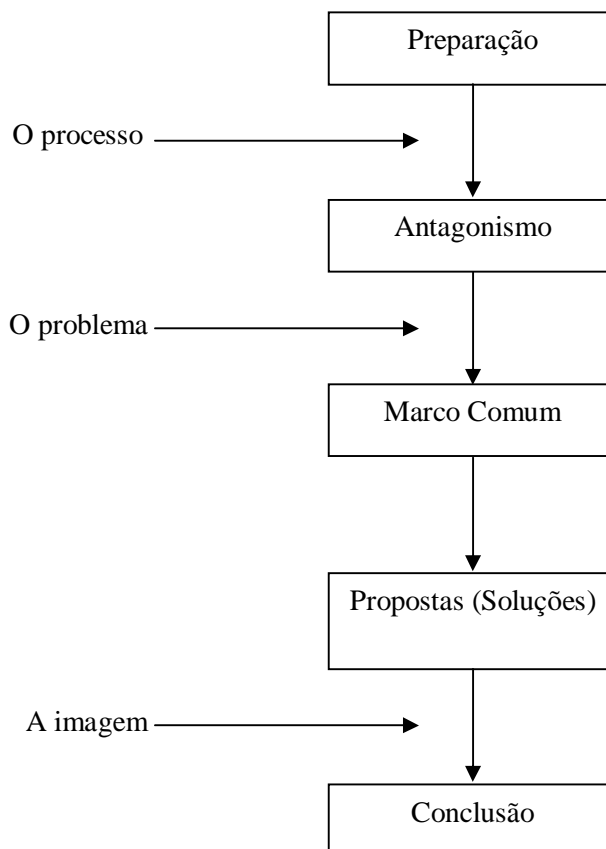 Preparação
O processo
Antagonismo
O problema
Marco Comum
Propostas (Soluções)
A imagem
Conclusão